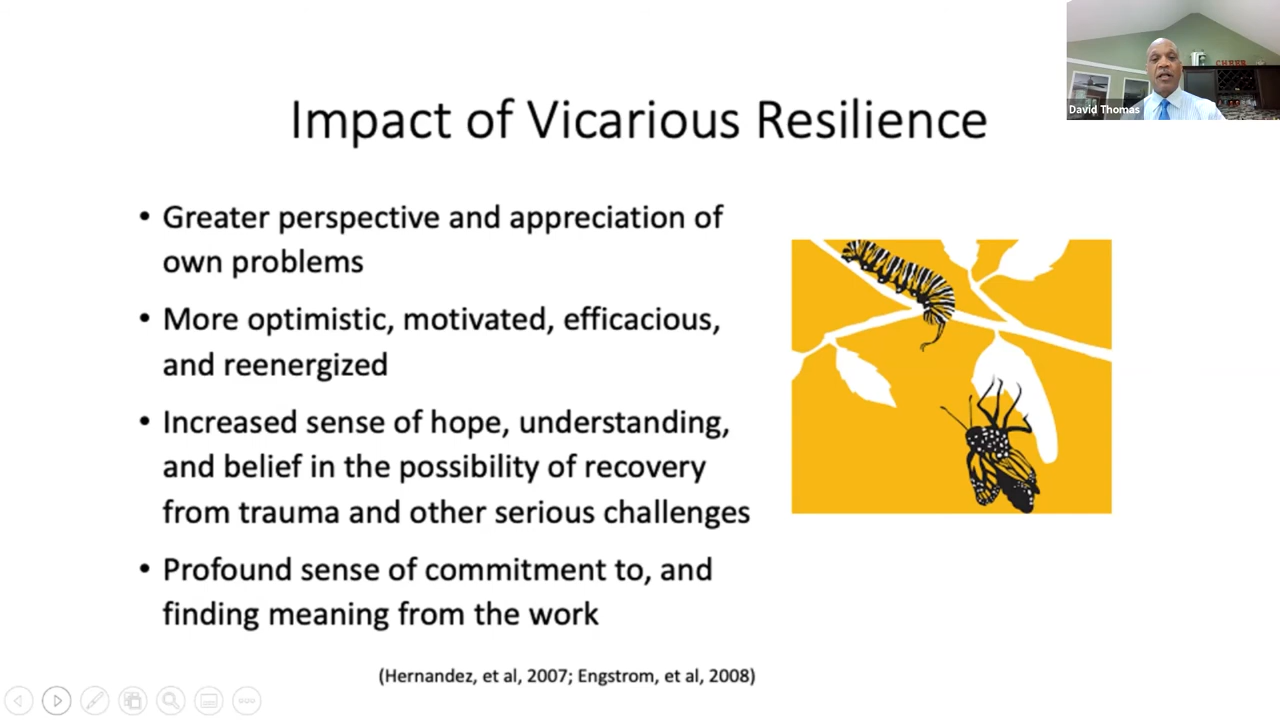 Impact of Vicarious Resilience
CHEER
David Thomas
• Greater perspective and appreciation of
own problems
• More optimistic, motivated, efficacious,
and reenergized
• Increased sense of hope, understanding,
and belief in the possibility of recovery
from trauma and other serious challenges
• Profound sense of commitment to, and
finding meaning from the work
(Hernandez, et al, 2007; Engstrom, et al, 2008)